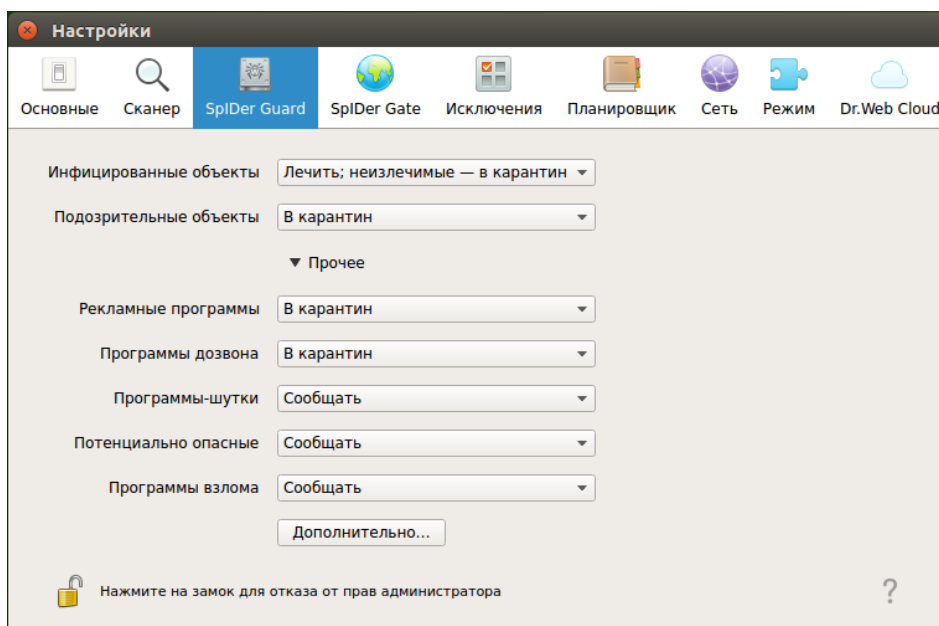 Настройки
Основные Сканер SpIDer Guard SpIDer Gate Исключения Планировщик Сеть Режим Dr.Web Cloud
Инфицированные объекты Лечить; неизлечимые — в карантин
Подозрительные объекты В карантин
Прочее
Рекламные программы В карантин
Программы дозвона В карантин
Программы-шутки Сообщать
Потенциально опасные Сообщать
Программы взлома Сообщать
Дополнительно...
Нажмите на замок для отказа от прав администратора ?